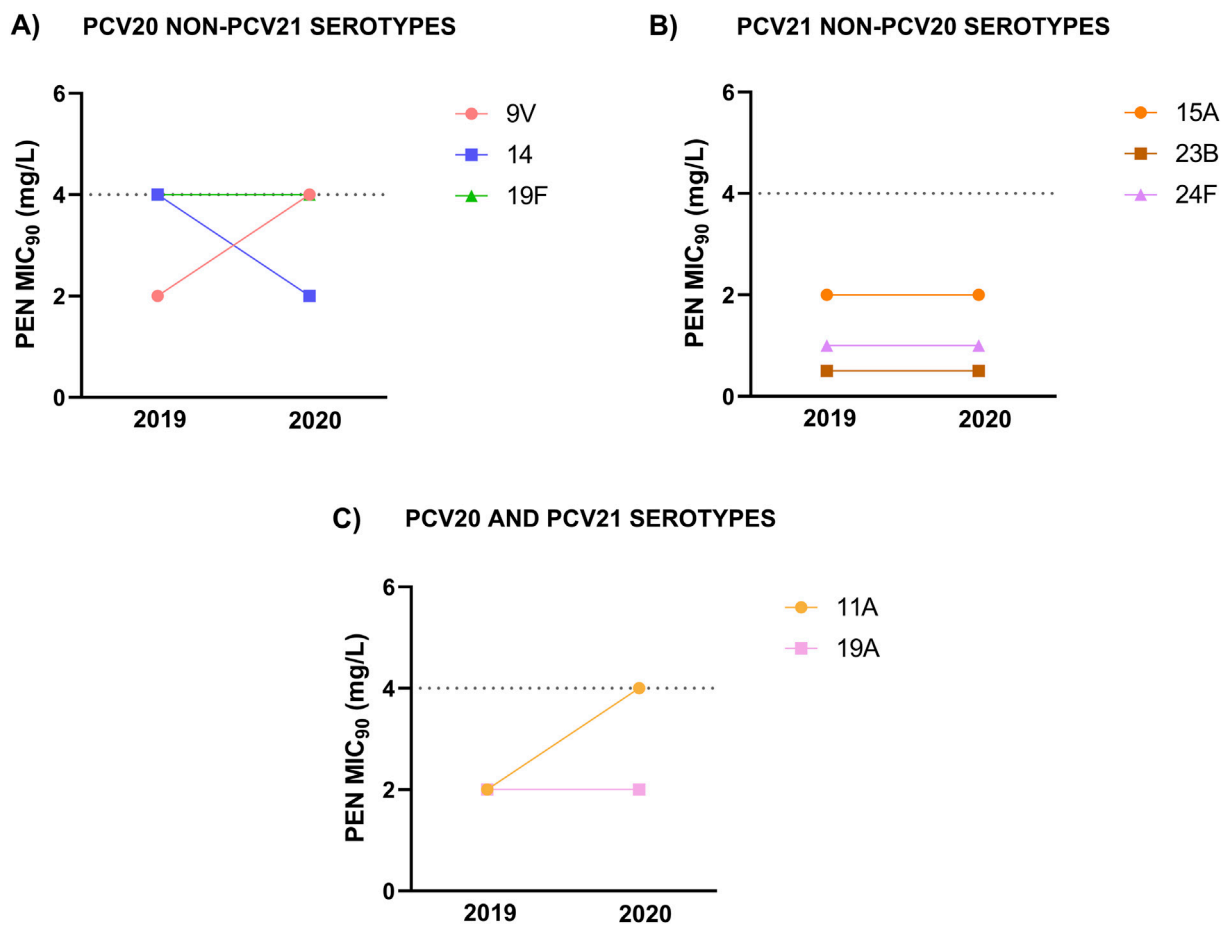 A) PCV20 NON-PCV21 SEROTYPES
PEN MIC90 (mg/L)
6
4
2
0
2019 2020
9V
14
19F
B) PCV21 NON-PCV20 SEROTYPES
PEN MIC90 (mg/L)
6
4
2
0
2019 2020
15A
23B
24F
C) PCV20 AND PCV21 SEROTYPES
PEN MIC90 (mg/L)
6
4
2
0
2019 2020
11A
19A